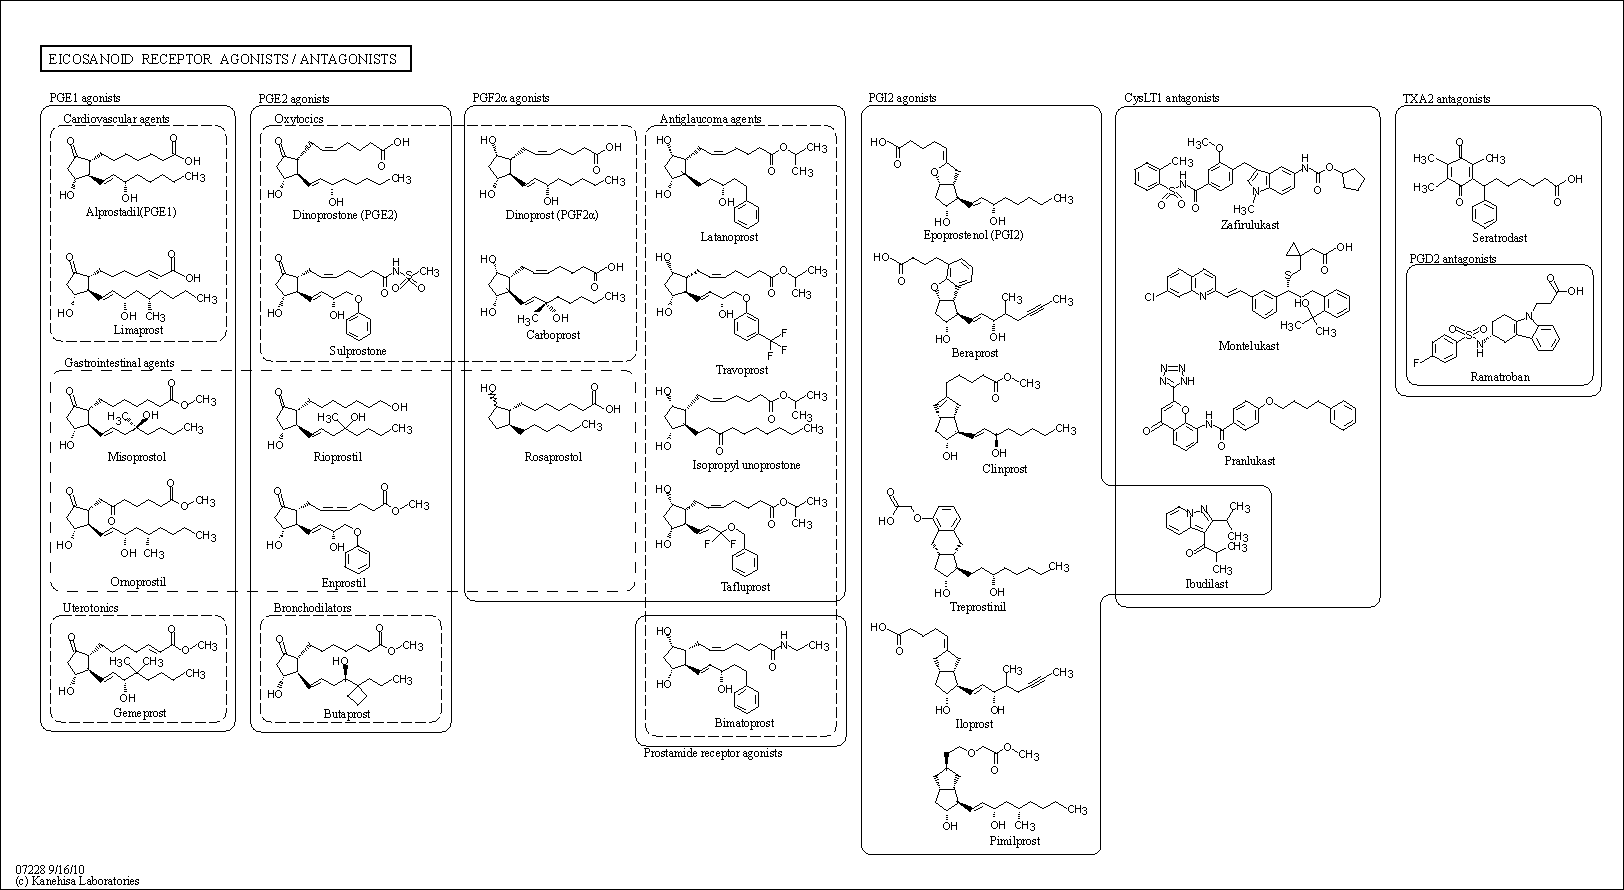 EICOSANOID RECEPTOR AGONISTS / ANTAGONISTS
PGE1 agonists
Cardiovascular agents
Alprostadil(PGE1)
Limaprost
Gastrointestinal agents
Misoprostol
Ornoprostil
Uterotonics
Gemeprost
PGE2 agonists
Oxytocics
Dinoprostone (PGE2)
Sulprostone
Rioprostil
Enprostil
Bronchodilators
Butaprost
PGF2α agonists
Dinoprost (PGF2α)
Carboprost
Rosaprostol
Antiglaucoma agents
Latanoprost
Travoprost
Isopropyl unoprostone
Tafluprost
Bimatoprost
Prostamide receptor agonists
PGI2 agonists
Epoprostenol (PGI2)
Beraprost
Clinprost
Treprostinil
Iloprost
Pimilprost
CysLT1 antagonists
Zafirulukast
Montelukast
Pranlukast
Ibudilast
TXA2 antagonists
Seratrodast
PGD2 antagonists
Ramatroban
07228 9/16/10
(c) Kanehisa Laboratories